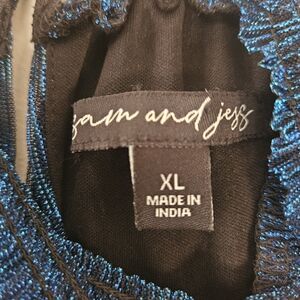 sam and jess
XL
MADE IN
INDIA